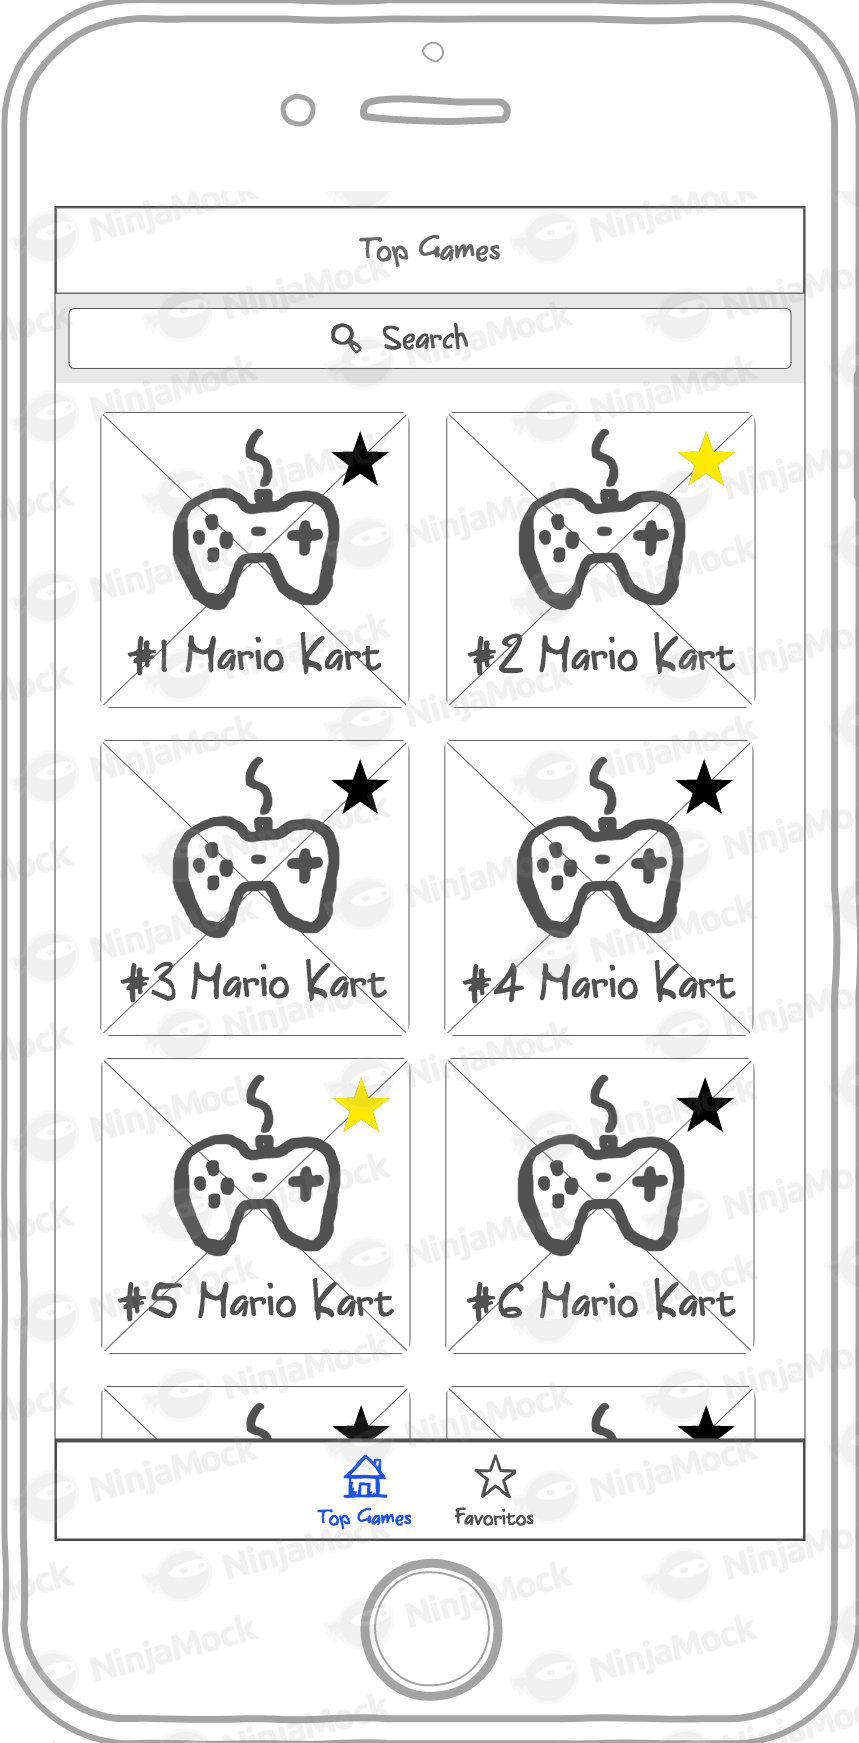 Top Games
Search
#1 Mario Kart
#2 Mario Kart
#3 Mario Kart
#4 Mario Kart
#5 Mario Kart
#6 Mario Kart
Top Games
Favoritos
NinjaMock